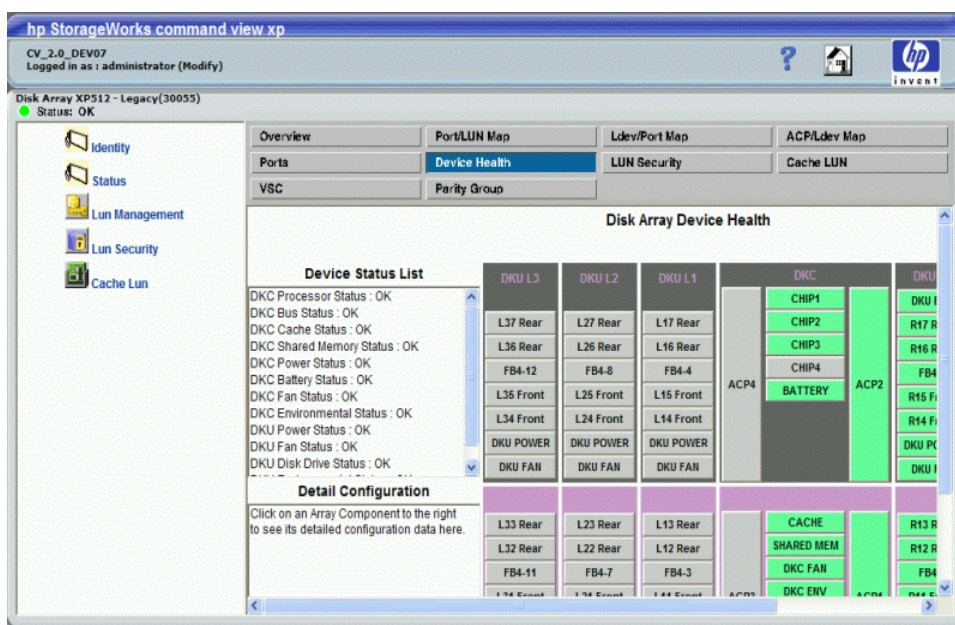 hp StorageWorks command view xp
CV_2.0_DEV07
Logged in as : administrator (Modify)
?
hp
invent
Disk Array XP512 - Legacy(30055)
Status: OK
Identity
Status
Lun Management
Lun Security
Cache Lun
Overview
Port/LUN Map
Ldev/Port Map
ACP/Ldev Map
Ports
Device Health
LUN Security
Cache LUN
VSC
Parity Group
Disk Array Device Health
Device Status List
DKC Processor Status : OK
DKC Bus Status : OK
DKC Cache Status : OK
DKC Shared Memory Status : OK
DKC Power Status : OK
DKC Battery Status : OK
DKC Fan Status : OK
DKC Environmental Status : OK
DKU Power Status : OK
DKU Fan Status : OK
DKU Disk Drive Status : OK
Detail Configuration
Click on an Array Component to the right
to see its detailed configuration data here.
DKU L3
L37 Rear
L36 Rear
FB4-12
L35 Front
L34 Front
DKU POWER
DKU FAN
L33 Rear
L32 Rear
FB4-11
DKU L2
L27 Rear
L26 Rear
FB4-8
L25 Front
L24 Front
DKU POWER
DKU FAN
L23 Rear
L22 Rear
FB4-7
DKU L1
L17 Rear
L16 Rear
FB4-4
L15 Front
L14 Front
DKU POWER
DKU FAN
L13 Rear
L12 Rear
FB4-3
DKC
ACP4
CHIP1
CHIP2
CHIP3
CHIP4
BATTERY
ACP2
CACHE
SHARED MEM
DKC FAN
DKC ENV
DKU
DKU
R17
R16
FB4
R15
R14
DKU
DKU
R13
R12
FB4